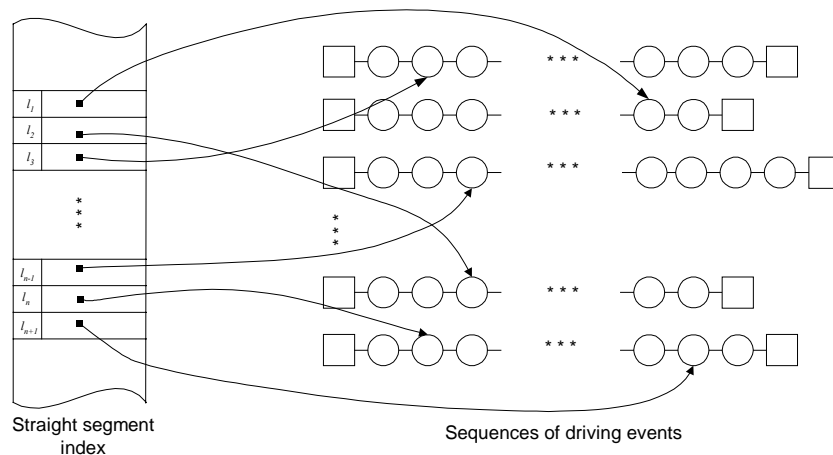 * * *
l1
* * *
l2
l3
* * *
* * *
* * *
ln-1
* * *
ln
ln+1
* * *
Straight segment
index
Sequences of driving events